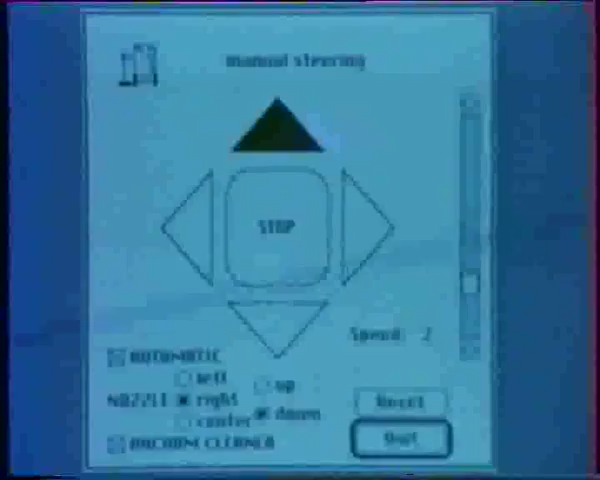 manual steering
STOP
Speed: 2
AUTOMATIC
left
up
NOZZLE right
center down
Reset
VACUUM CLEANER
Quit